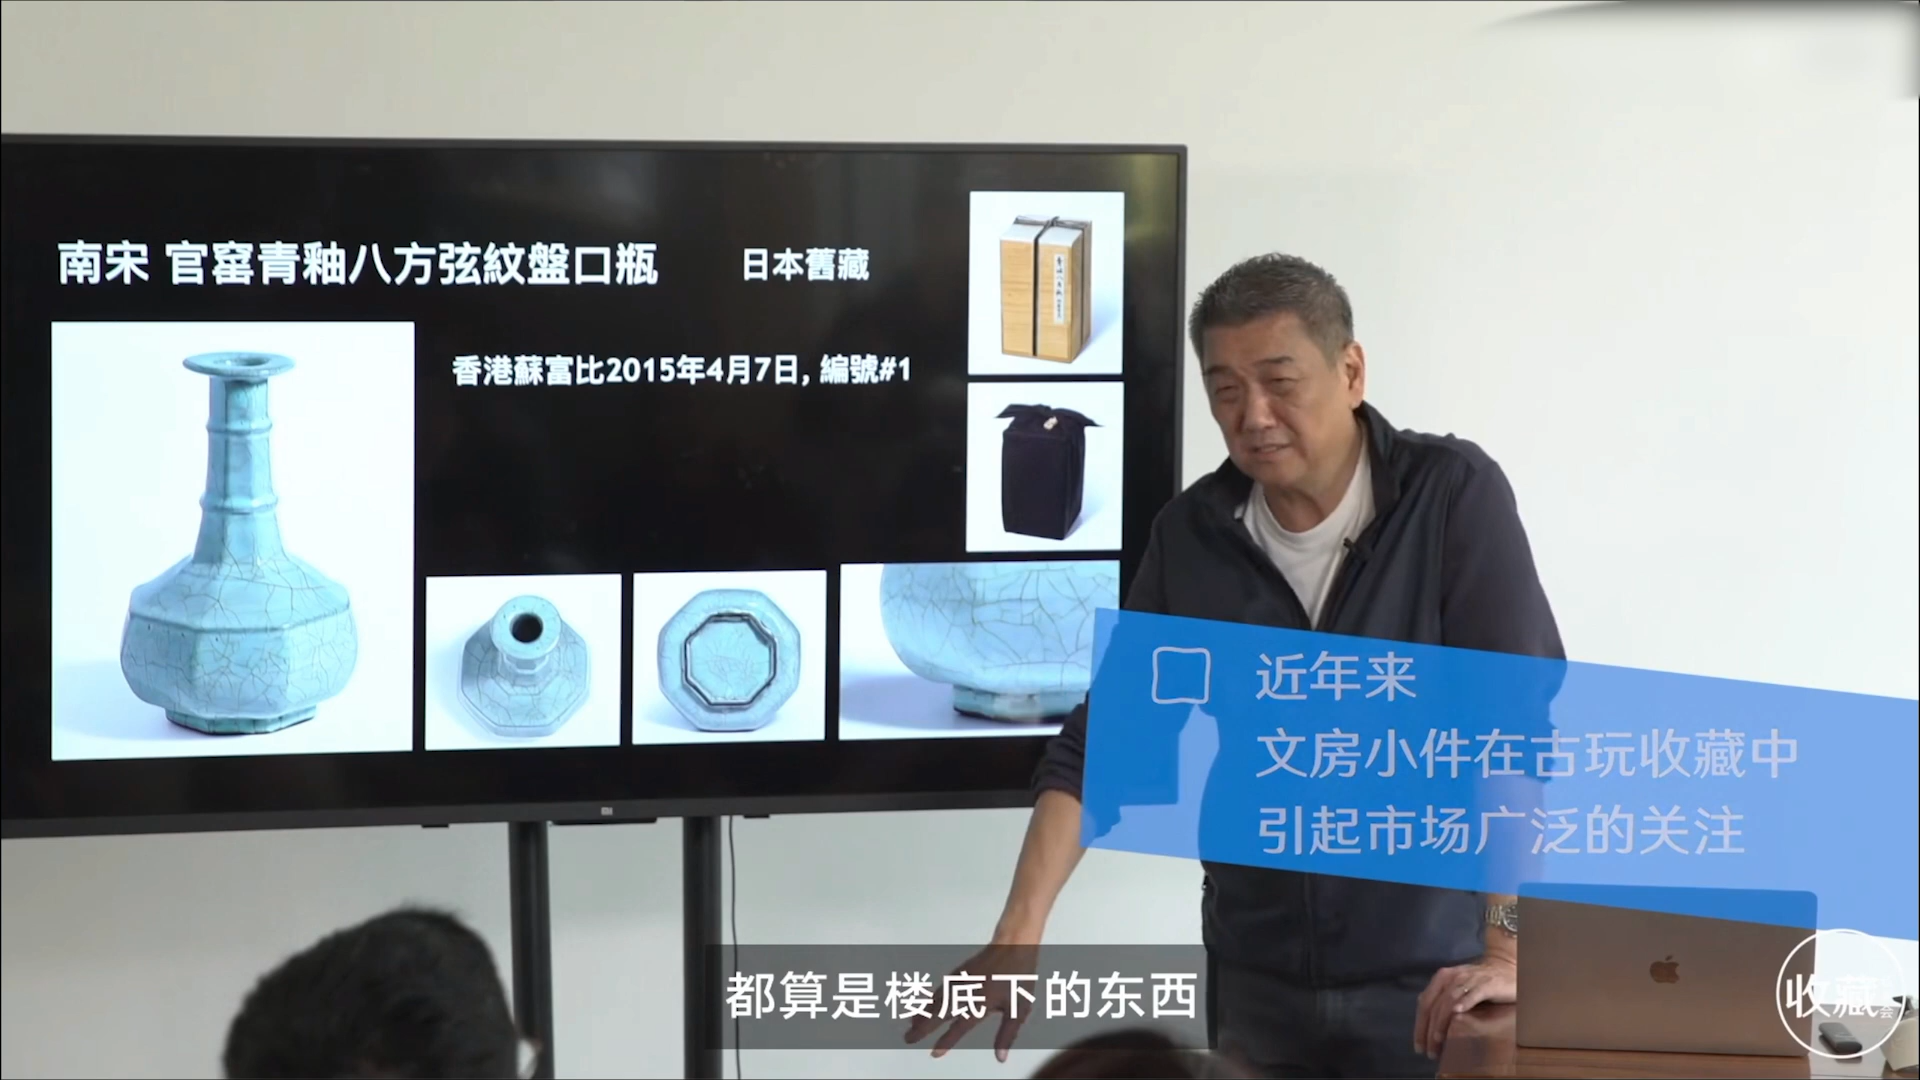 南宋 官窰青釉八方弦紋盤口瓶
日本舊藏
香港蘇富比2015年4月7日, 編號#1
近年来
文房小件在古玩收藏中
引起市场广泛的关注
都算是楼底下的东西
收藏会